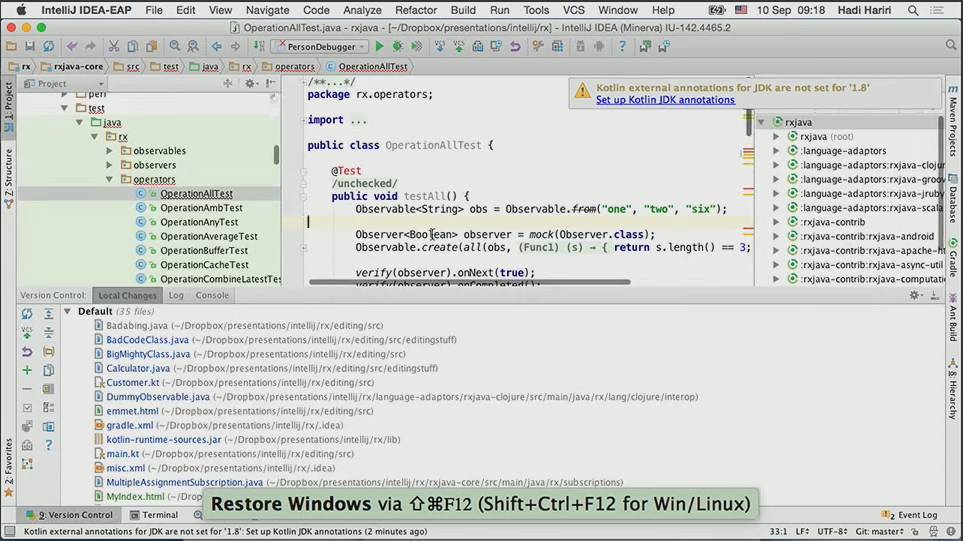 IntelliJ IDEA-EAP File Edit View Navigate Code Analyze Refactor Build Run Tools VCS Window Help 10 Sep 09:18 Hadi Hariri
OperationAllTest - rx - [~/Dropbox/presentations/intellij/rx] - IntelliJ IDEA (Minerva) IU-142.4465.2
PersonDebugger
rx rxjava-core src test java rx operators OperationAllTest
Project
perf
test
java
rx
observables
observers
operators
OperationAllTest
OperationAmbTest
OperationAnyTest
OperationAverageTest
OperationBufferTest
OperationCacheTest
OperationCombineLatestTest
/**...*/
package rx.operators;
import ...
public class OperationAllTest {
@Test
/unchecked/
public void testAll() {
Observable<String> obs = Observable.from("one", "two", "six");
Observer<Boolean> observer = mock(Observer.class);
Observable.create(all(obs, (Func1) (s) → { return s.length() == 3;
verify(observer).onNext(true);
verify(observer).onCompleted();
Kotlin external annotations for JDK are not set for '1.8'
Set up Kotlin JDK annotations
rxjava
rxjava (root)
:language-adaptors
:language-adaptors:rxjava-clojur
:language-adaptors:rxjava-groov
:language-adaptors:rxjava-jruby
:language-adaptors:rxjava-scala
:rxjava-contrib
:rxjava-contrib:rxjava-apache-h
:rxjava-contrib:rxjava-async-util
:rxjava-contrib:rxjava-computa
1: Project
7: Structure
2: Favorites
Maven Projects
Database
Gradle
Ant Build
8: Hierarchy
Version Control: Local Changes Log Console
Default (35 files)
Badabing.java (~/Dropbox/presentations/intellij/rx/editing/src)
BadCodeClass.java (~/Dropbox/presentations/intellij/rx/editingstuff)
BigMightyClass.java (~/Dropbox/presentations/intellij/rx/editing/src)
Calculator.java (~/Dropbox/presentations/intellij/rx/editing/src/editingstuff)
Customer.kt (~/Dropbox/presentations/intellij/rx/editing/src)
DummyObservable.java (~/Dropbox/presentations/intellij/rx/language-adaptors/rxjava-clojure/src/main/java/rx/lang/clojure/interop)
emmet.html (~/Dropbox/presentations/intellij/rx/editing/src)
gradle.xml (~/Dropbox/presentations/intellij/rx/.idea)
kotlin-runtime-sources.jar (~/Dropbox/presentations/intellij/rx/lib)
main.kt (~/Dropbox/presentations/intellij/rx/editing/src)
misc.xml (~/Dropbox/presentations/intellij/rx/.idea)
MultipleAssignmentSubscription.java (~/Dropbox/presentations/intellij/rx/rxjava-core/src/main/java/rx/subscriptions)
MyIndex.html (~/Dropbox/presentations/intellij/rx/editing/src)
Restore Windows via ⇧⌘F12 (Shift+Ctrl+F12 for Win/Linux)
9: Version Control Terminal Event Log
Kotlin external annotations for JDK are not set for '1.8': Set up Kotlin JDK annotations (2 minutes ago) 33:1 LF÷ UTF-8÷ Git: master÷